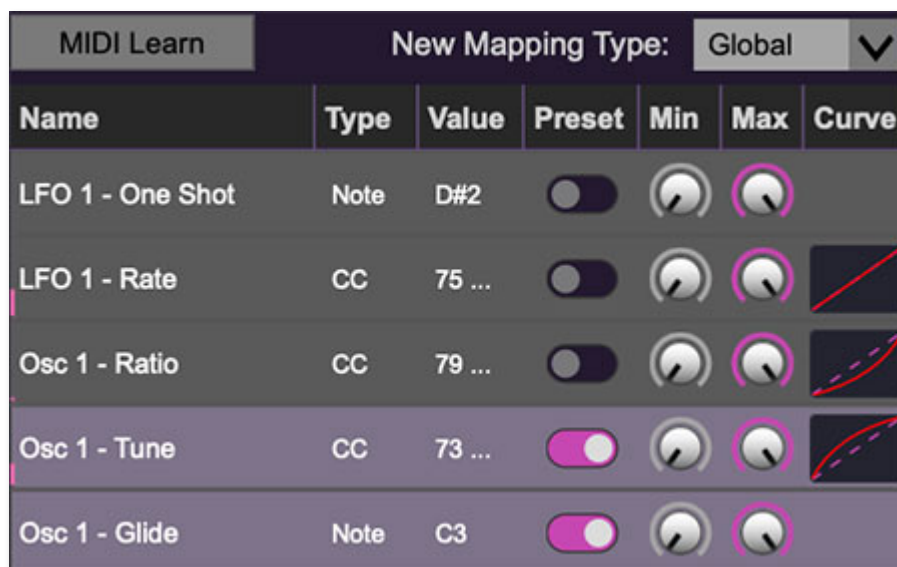 MIDI Learn New Mapping Type: Global
Name Type Value Preset Min Max Curve
LFO 1 - One Shot Note D#2
LFO 1 - Rate CC 75 ...
Osc 1 - Ratio CC 79 ...
Osc 1 - Tune CC 73 ...
Osc 1 - Glide Note C3